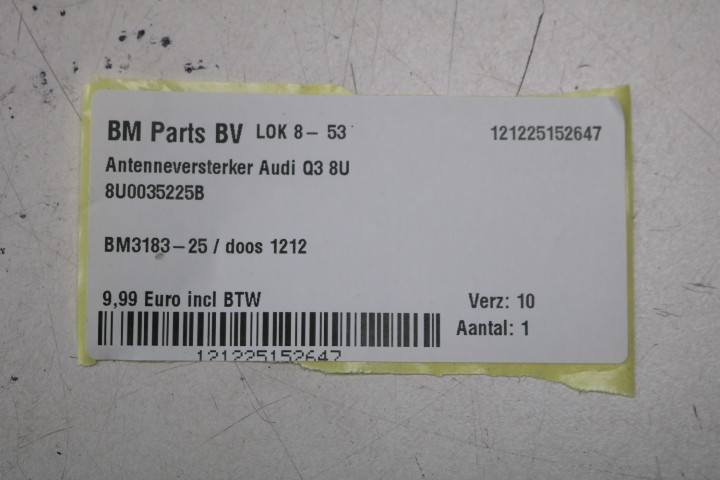 BM Parts BV LOK 8- 53 121225152647
Antenneversterker Audi Q3 8U
8U0035225B
BM3183-25 / doos 1212
9,99 Euro incl BTW Verz: 10
Aantal: 1
121225152647